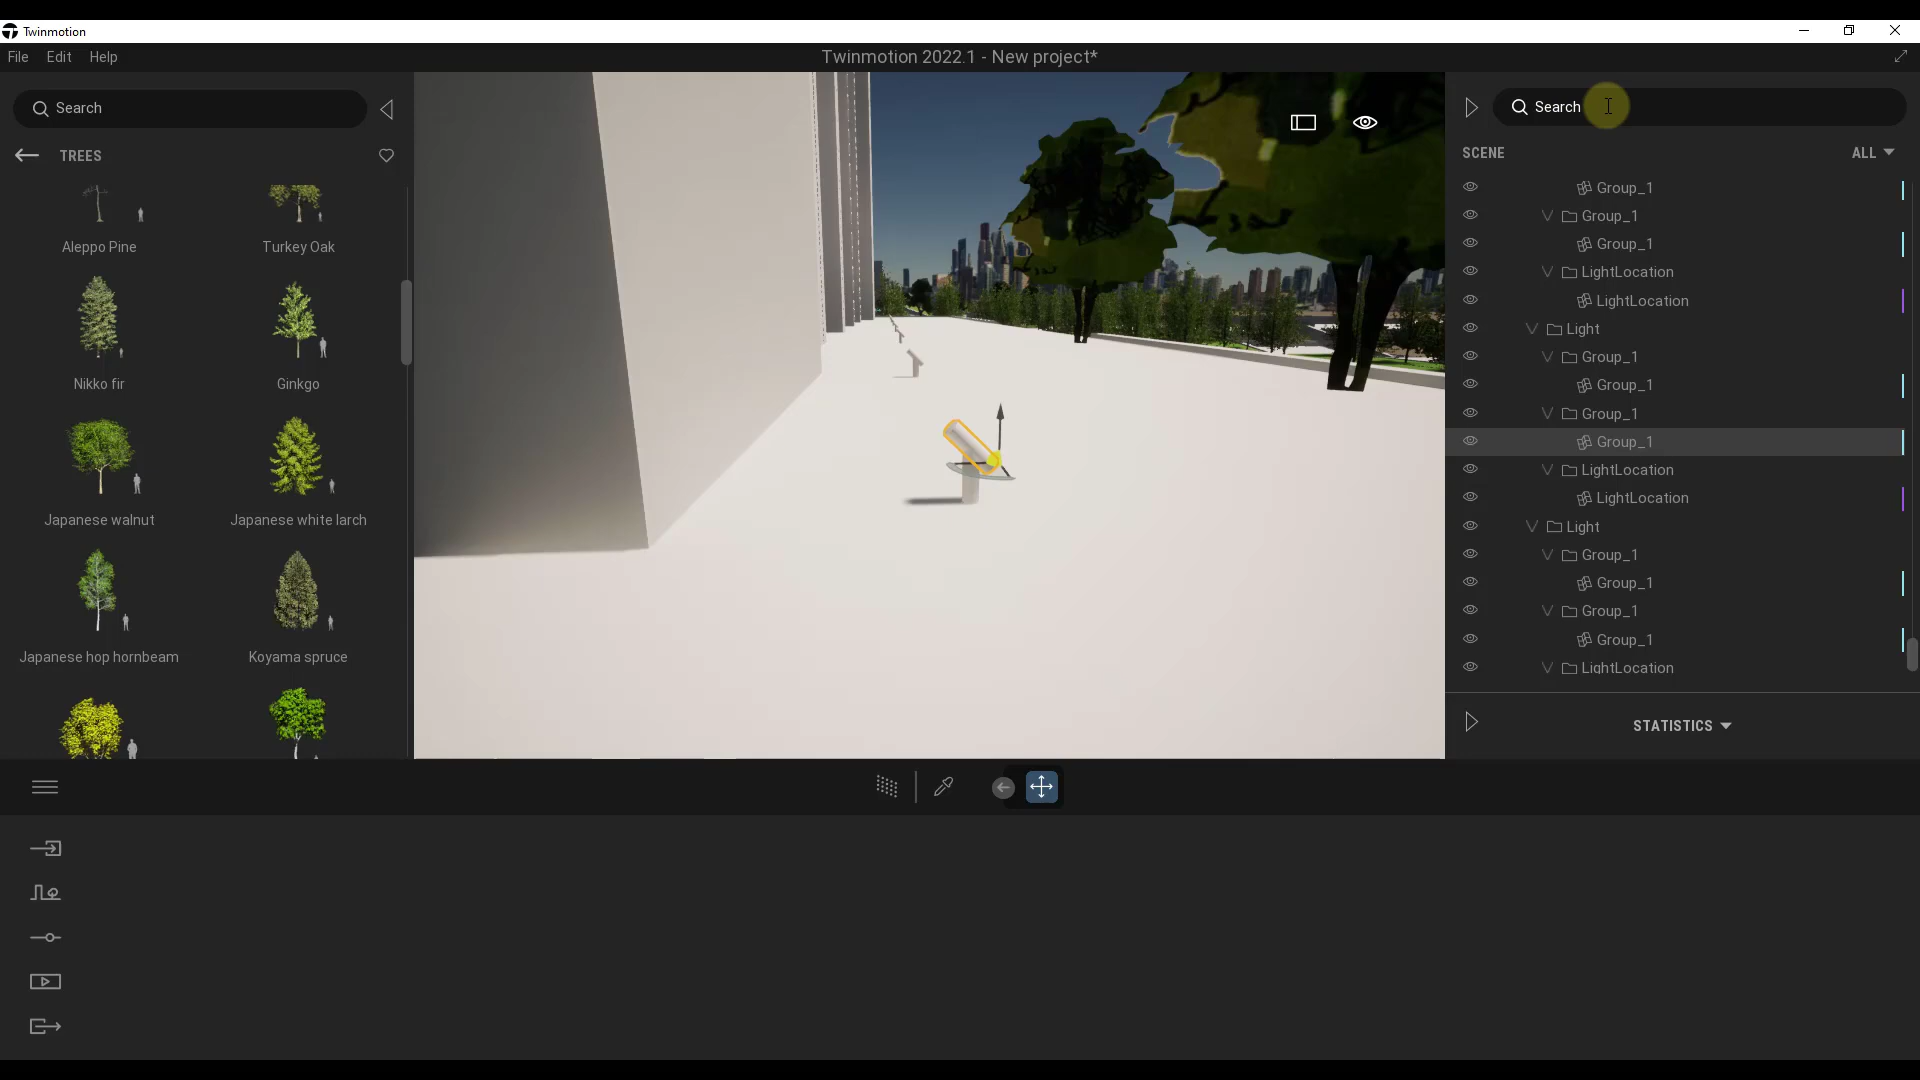 Twinmotion
File Edit Help
Twinmotion 2022.1 - New project*
Search
TREES
Aleppo Pine
Turkey Oak
Nikko fir
Ginkgo
Japanese walnut
Japanese white larch
Japanese hop hornbeam
Koyama spruce
Search
SCENE
ALL
Group_1
Group_1
Group_1
LightLocation
LightLocation
Light
Group_1
Group_1
Group_1
Group_1
LightLocation
LightLocation
Light
Group_1
Group_1
Group_1
Group_1
LightLocation
STATISTICS